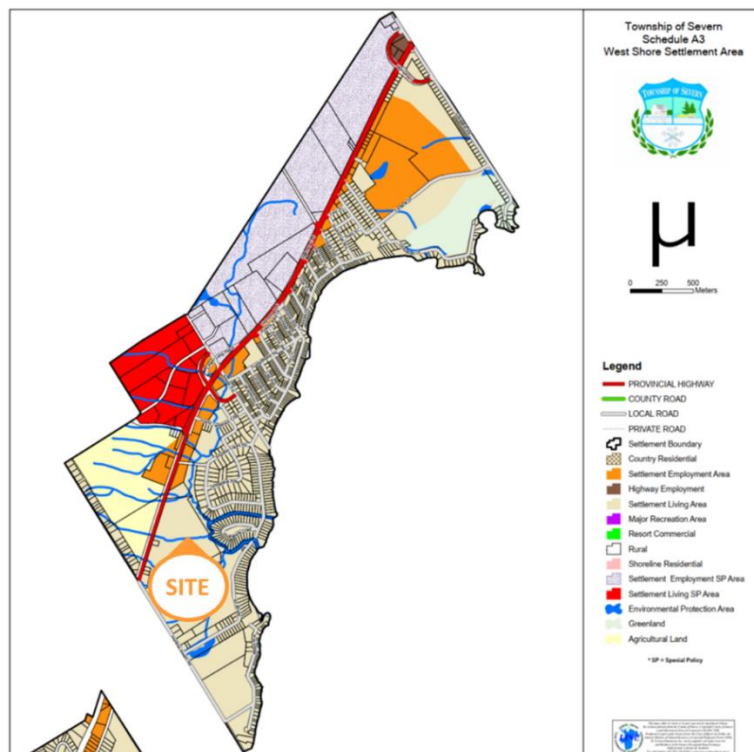 Township of Severn
Schedule A3
West Shore Settlement Area
TOWNSHIP OF SEVERN
µ
0 250 500
Meters
Legend
PROVINCIAL HIGHWAY
COUNTY ROAD
LOCAL ROAD
PRIVATE ROAD
Settlement Boundary
Country Residential
Settlement Employment Area
Highway Employment
Settlement Living Area
Major Recreation Area
Resort Commercial
Rural
Shoreline Residential
Settlement Employment SP Area
Settlement Living SP Area
Environmental Protection Area
Greenland
Agricultural Land
* SP = Special Policy
SITE